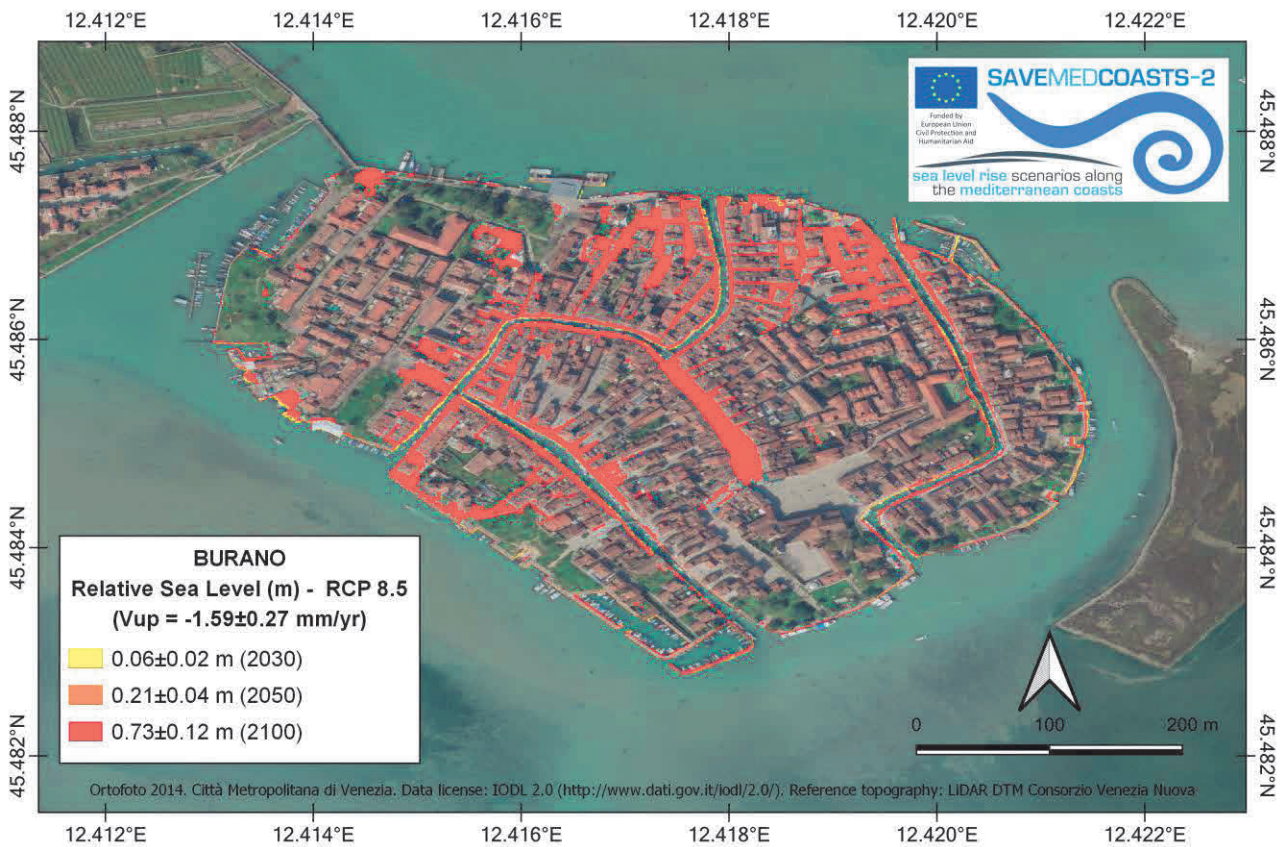 12.412°E 12.414°E 12.416°E 12.418°E 12.420°E 12.422°E
SAVEMEDCOASTS-2
Funded by
European Union
Civil Protection and
Humanitarian Aid
sea level rise scenarios along
the mediterranean coasts
45.488°N 45.488°N
45.486°N 45.486°N
45.484°N 45.484°N
45.482°N 45.482°N
BURANO
Relative Sea Level (m) - RCP 8.5
(Vup = -1.59±0.27 mm/yr)
0.06±0.02 m (2030)
0.21±0.04 m (2050)
0.73±0.12 m (2100)
0 100 200 m
Ortofoto 2014. Città Metropolitana di Venezia. Data license: IODL 2.0 (http://www.dati.gov.it/iodl/2.0/). Reference topography: LiDAR DTM Consorzio Venezia Nuova
12.412°E 12.414°E 12.416°E 12.418°E 12.420°E 12.422°E